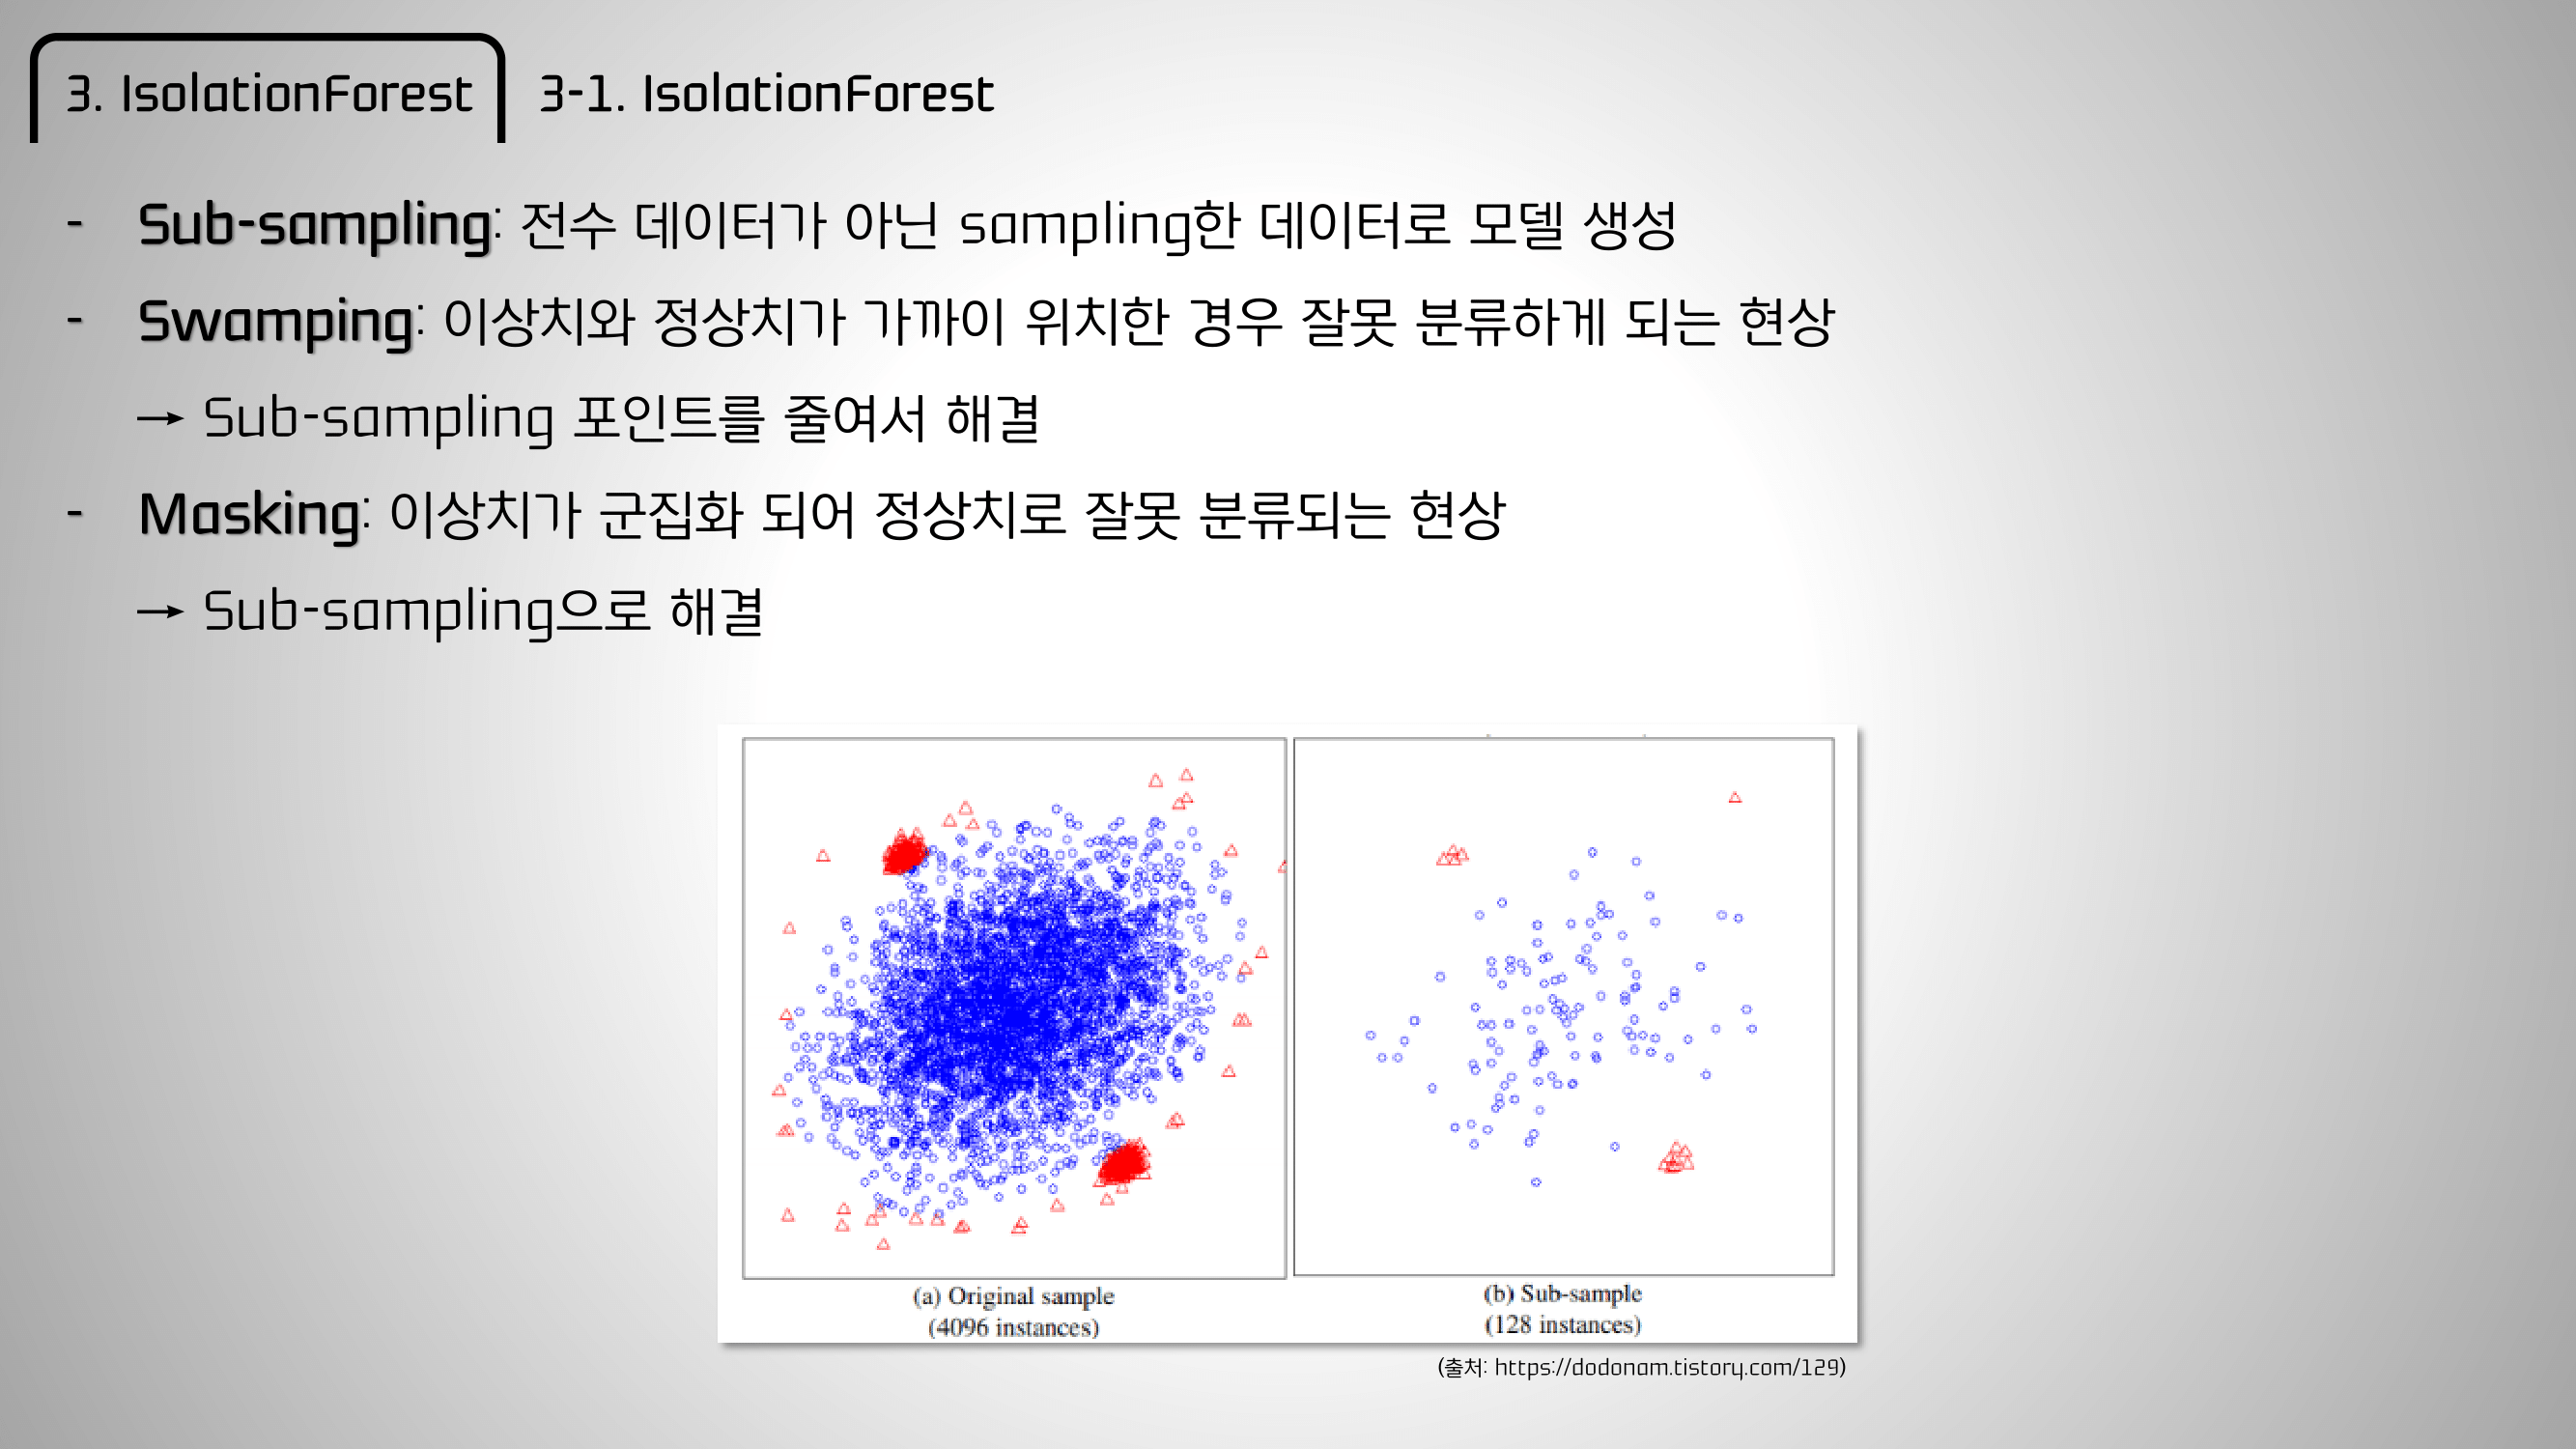 3. IsolationForest 3-1. IsolationForest
- Sub-sampling: 전수 데이터가 아닌 sampling한 데이터로 모델 생성
- Swamping: 이상치와 정상치가 가까이 위치한 경우 잘못 분류하게 되는 현상
→ Sub-sampling 포인트를 줄여서 해결
- Masking: 이상치가 군집화 되어 정상치로 잘못 분류되는 현상
→ Sub-sampling으로 해결
(a) Original sample
(4096 instances)
(b) Sub-sample
(128 instances)
(출처: https://dodonam.tistory.com/129)